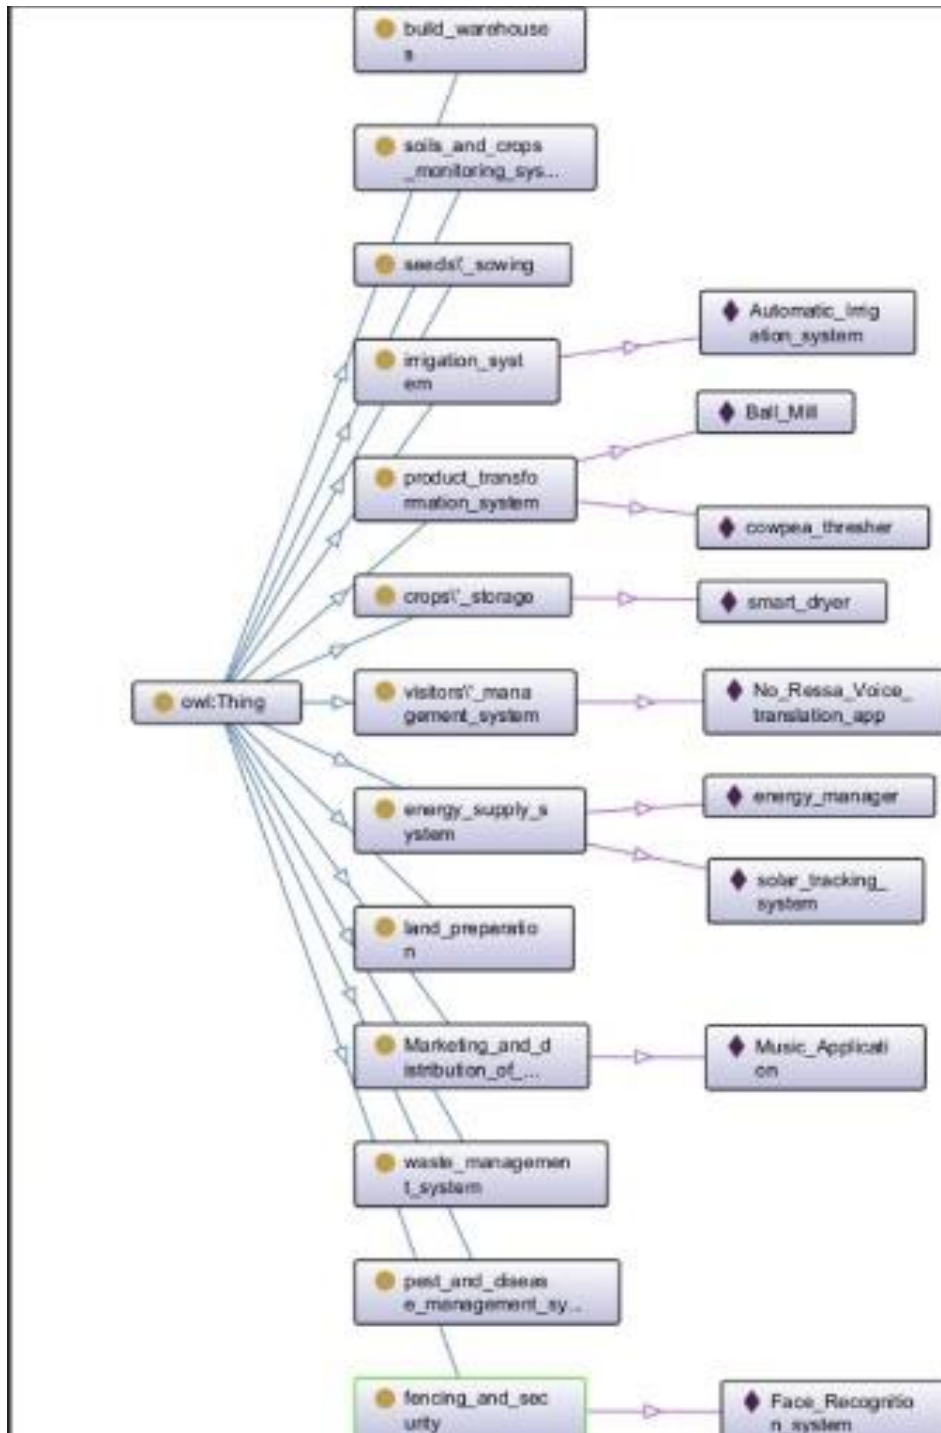 build_warehouse
s
soils_and_crops
_monitoring_sys...
seeds\'_sowing
irrigation_syst
em
Automatic_Irrig
ation_system
Ball_Mill
product_transfo
rmation_system
cowpea_thresher
crops\'_storage
smart_dryer
owl:Thing
visitors\'_mana
gement_system
No_Ressa_Voice_
translation_app
energy_supply_s
ystem
energy_manager
solar_tracking_
system
land_preparatio
n
Marketing_and_d
istribution_of_...
Music_Applicati
on
waste_managemen
t_system
pest_and_diseas
e_management_sy...
fencing_and_sec
urity
Face_Recognitio
n_system